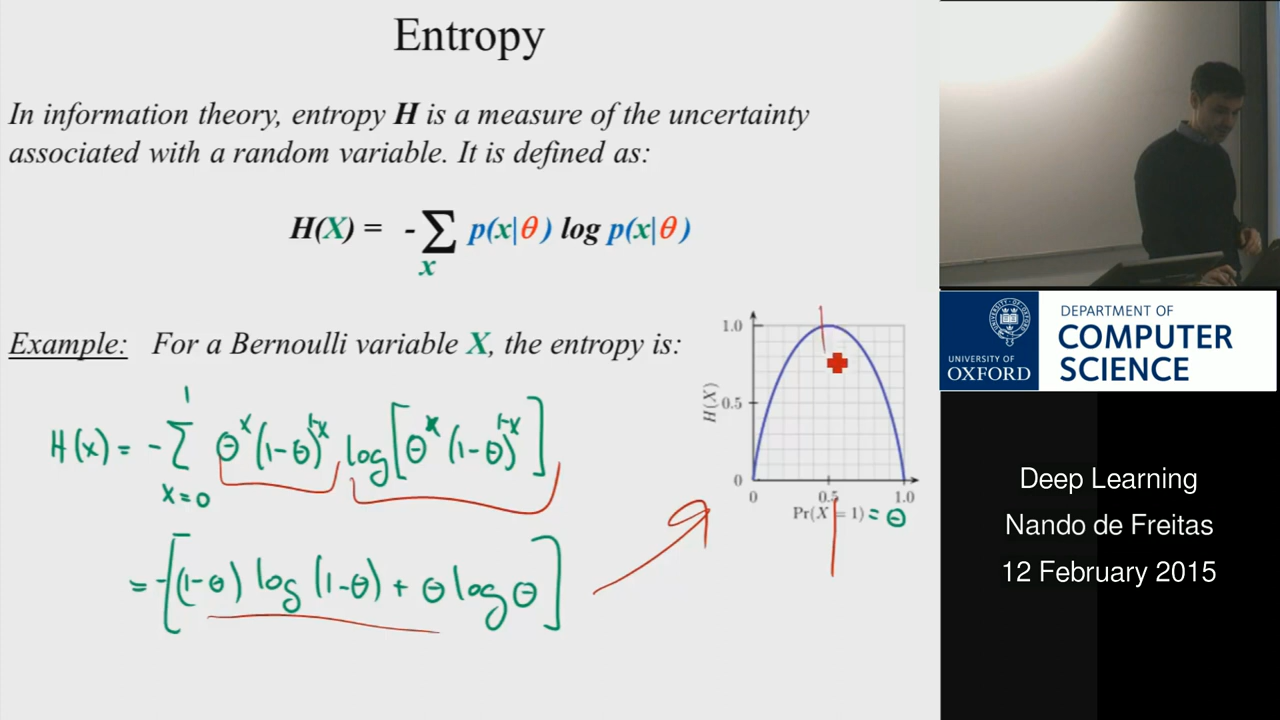 Entropy
In information theory, entropy H is a measure of the uncertainty
associated with a random variable. It is defined as:
H(X) = - ∑ p(x|θ) log p(x|θ)
x
Example: For a Bernoulli variable X, the entropy is:
1
H(x) = - ∑ θ^x (1-θ)^1-x log[θ^x (1-θ)^1-x]
x=0
= -[(1-θ) log (1-θ) + θ log θ]
1.0
H(X)
0.5
0
0 0.5 1.0
Pr(X = 1) = θ
UNIVERSITY OF
OXFORD
DEPARTMENT OF
COMPUTER
SCIENCE
Deep Learning
Nando de Freitas
12 February 2015